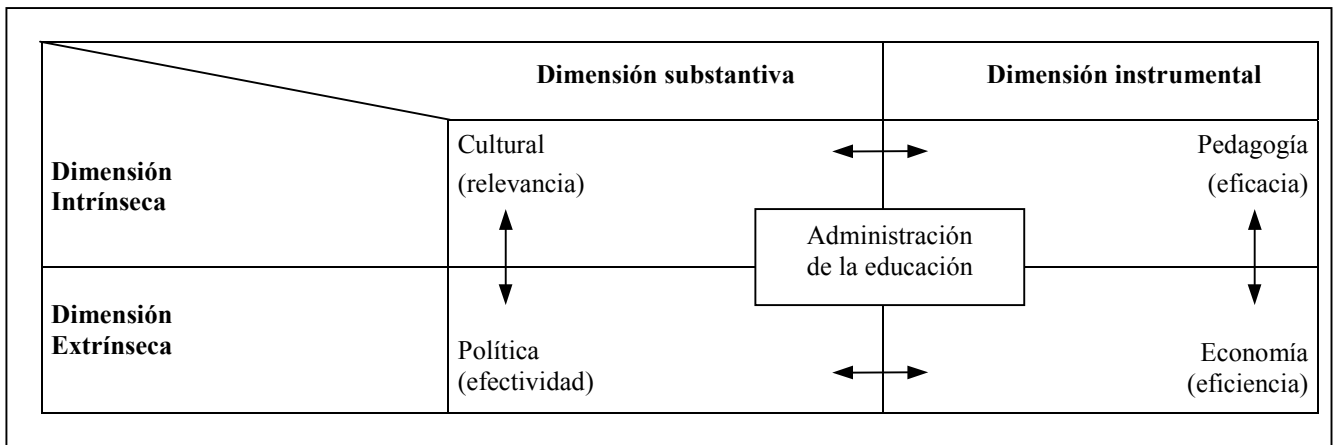 Dimensión substantiva
Dimensión instrumental
Dimensión
Intrínseca
Cultural
(relevancia)
Pedagogía
(eficacia)
Administración
de la educación
Dimensión
Extrínseca
Política
(efectividad)
Economía
(eficiencia)